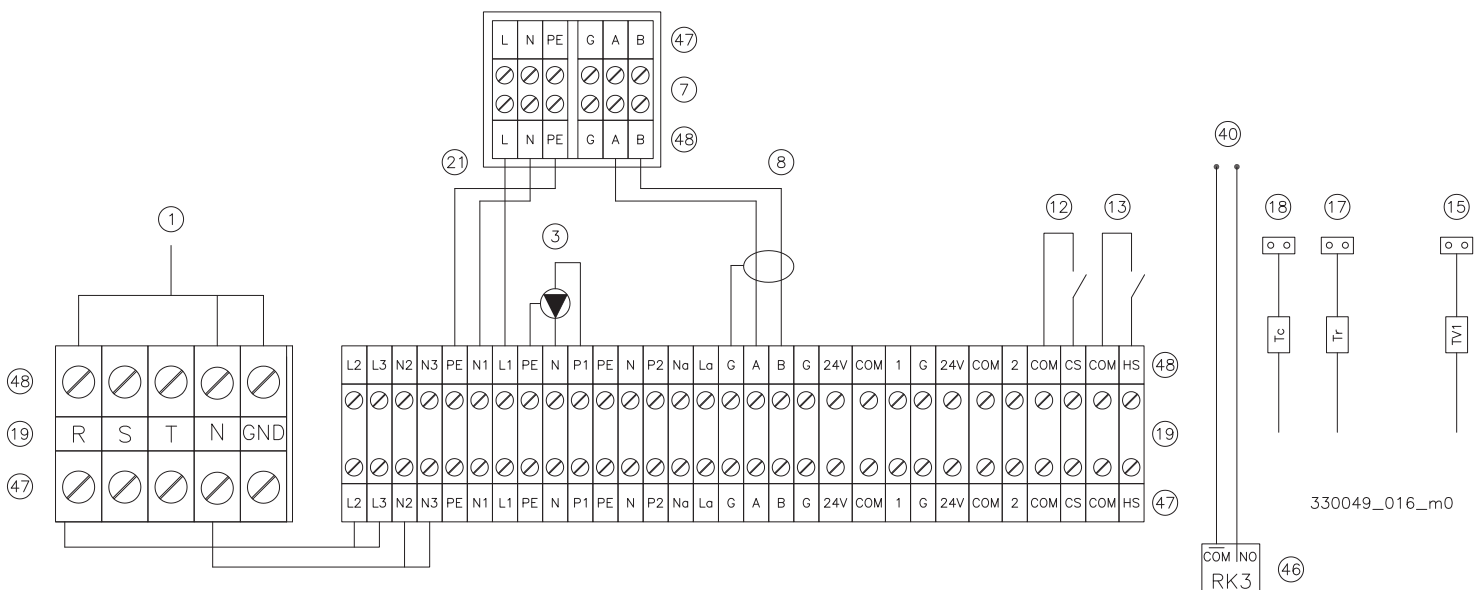 L N PE G A B 47
7
L N PE G A B 48
21 8 40
12 13 18 17 15
1
3
Tc Tr TV1
48 L2 L3 N2 N3 PE N1 L1 PE N P1 PE N P2 Na La G A B G 24V COM 1 G 24V COM 2 COM CS COM HS 48
19 R S T N GND 19
47 L2 L3 N2 N3 PE N1 L1 PE N P1 PE N P2 Na La G A B G 24V COM 1 G 24V COM 2 COM CS COM HS 47
330049_016_m0
COM NO
RK3 46